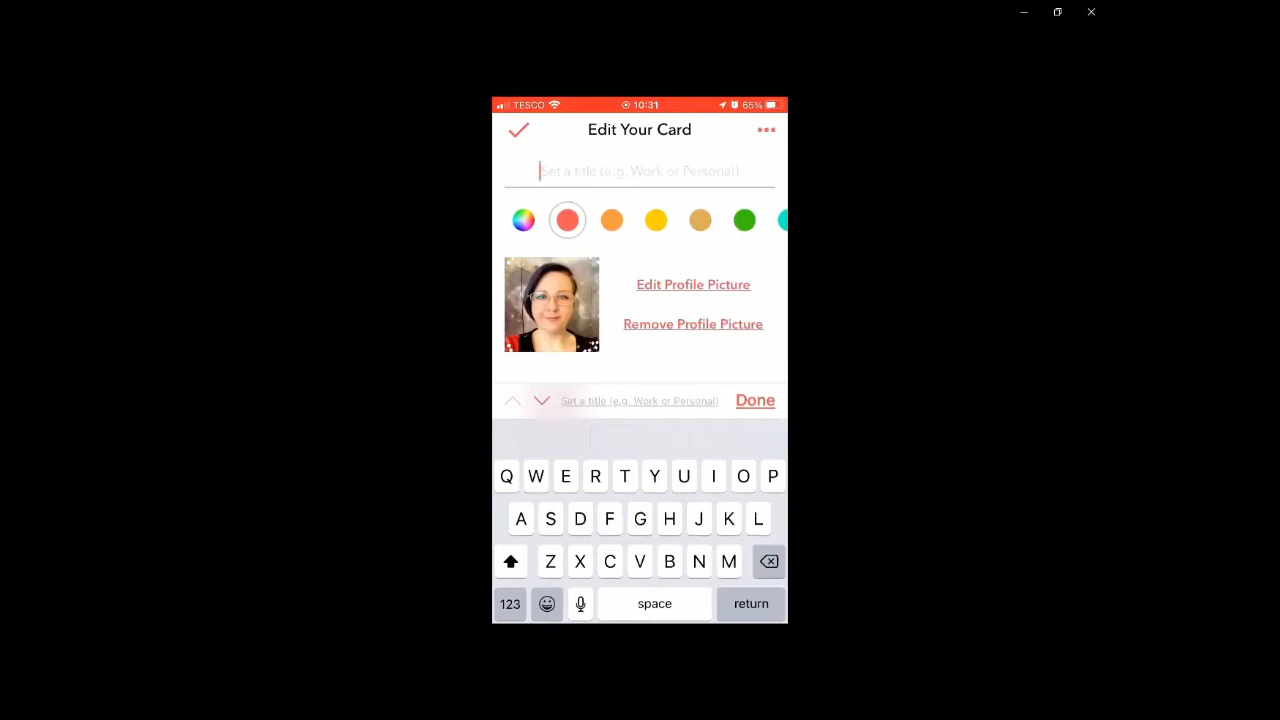 TESCO 10:31 65%
Edit Your Card
Set a title (e.g. Work or Personal)
Edit Profile Picture
Remove Profile Picture
Set a title (e.g. Work or Personal) Done
Q W E R T Y U I O P
A S D F G H J K L
Z X C V B N M
123 space return